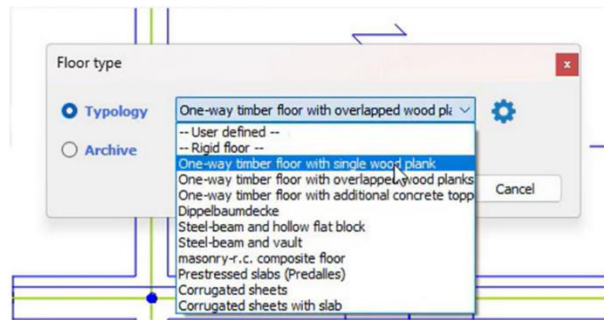 Floor type
x
Typology
One-way timber floor with overlapped wood pla
Archive
-- User defined --
-- Rigid floor --
One-way timber floor with single wood plank
One-way timber floor with overlapped wood planks
One-way timber floor with additional concrete topp
Dippelbaumdecke
Steel-beam and hollow flat block
Steel-beam and vault
masonry-r.c. composite floor
Prestressed slabs (Predalles)
Corrugated sheets
Corrugated sheets with slab
Cancel